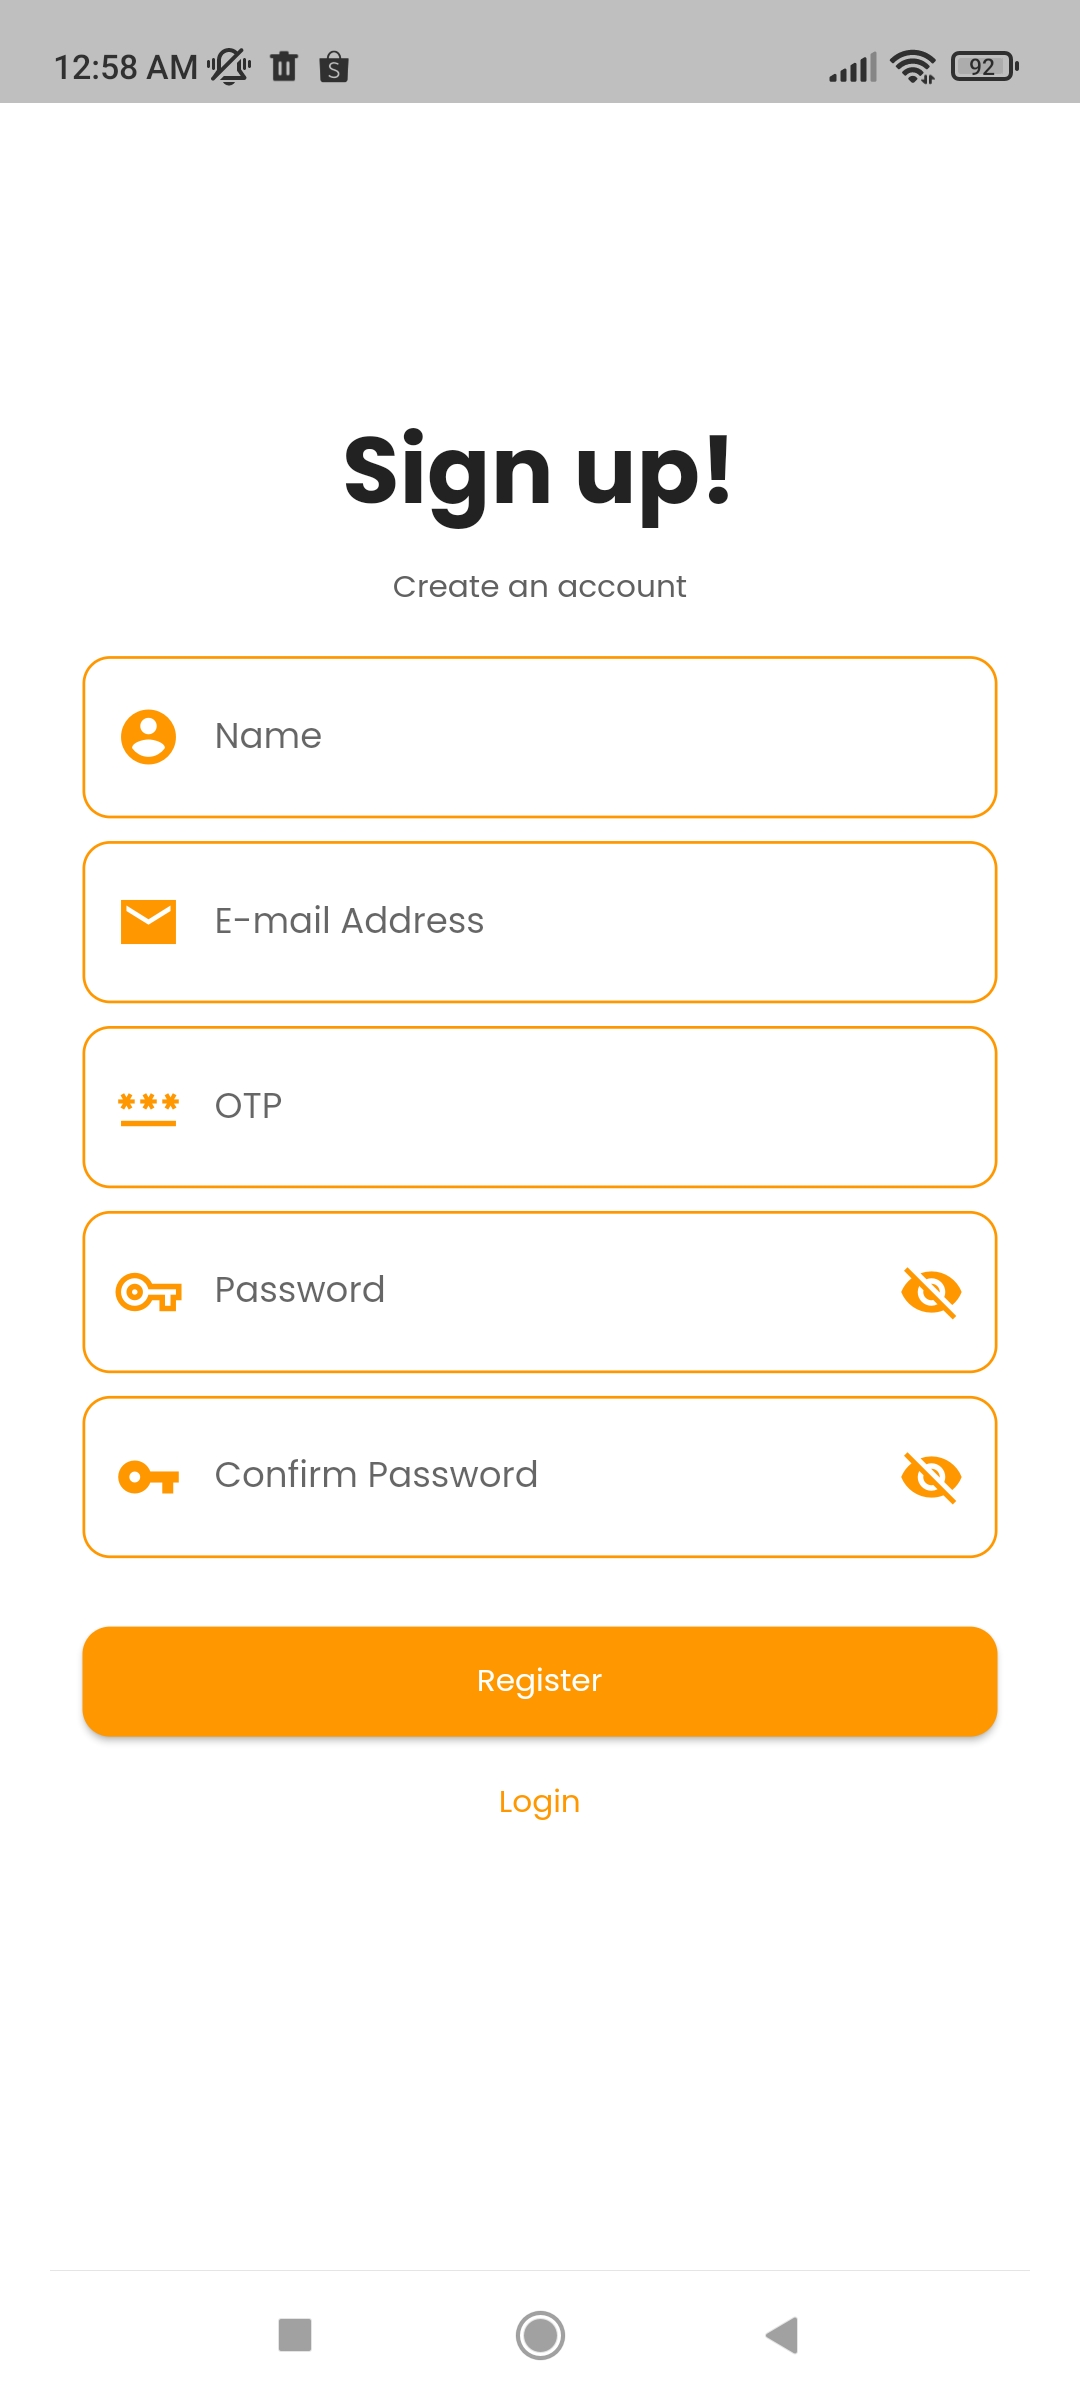 12:58 AM
92
Sign up!
Create an account
Name
E-mail Address
OTP
Password
Confirm Password
Register
Login